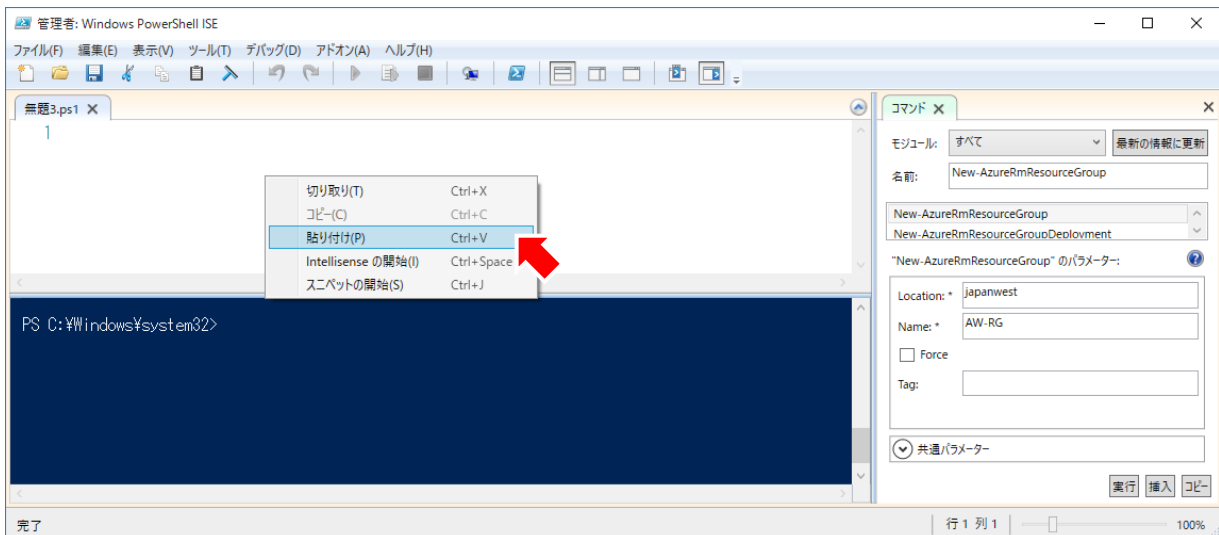 管理者: Windows PowerShell ISE
ファイル(F) 編集(E) 表示(V) ツール(T) デバッグ(D) アドオン(A) ヘルプ(H)
無題3.ps1
1
切り取り(T) Ctrl+X
コピー(C) Ctrl+C
貼り付け(P) Ctrl+V
Intellisense の開始(I) Ctrl+Space
スニペットの開始(S) Ctrl+J
PS C:¥Windows¥system32>
コマンド
モジュール: すべて 最新の情報に更新
名前: New-AzureRmResourceGroup
New-AzureRmResourceGroup
New-AzureRmResourceGroupDeployment
"New-AzureRmResourceGroup" のパラメーター:
Location: * japanwest
Name: * AW-RG
Force
Tag:
共通パラメーター
実行 挿入 コピー
完了 行 1 列 1 100%